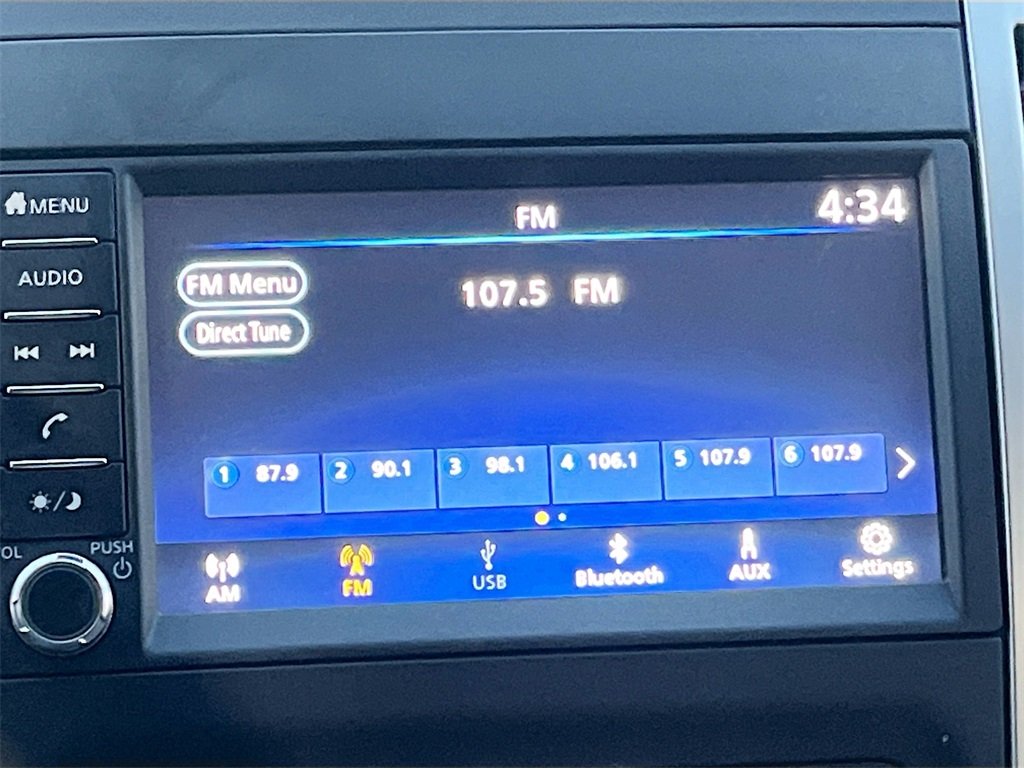 MENU
AUDIO
OL PUSH
FM 4:34
FM Menu
Direct Tune
107.5 FM
1 87.9 2 90.1 3 98.1 4 106.1 5 107.9 6 107.9
AM FM USB Bluetooth AUX Settings